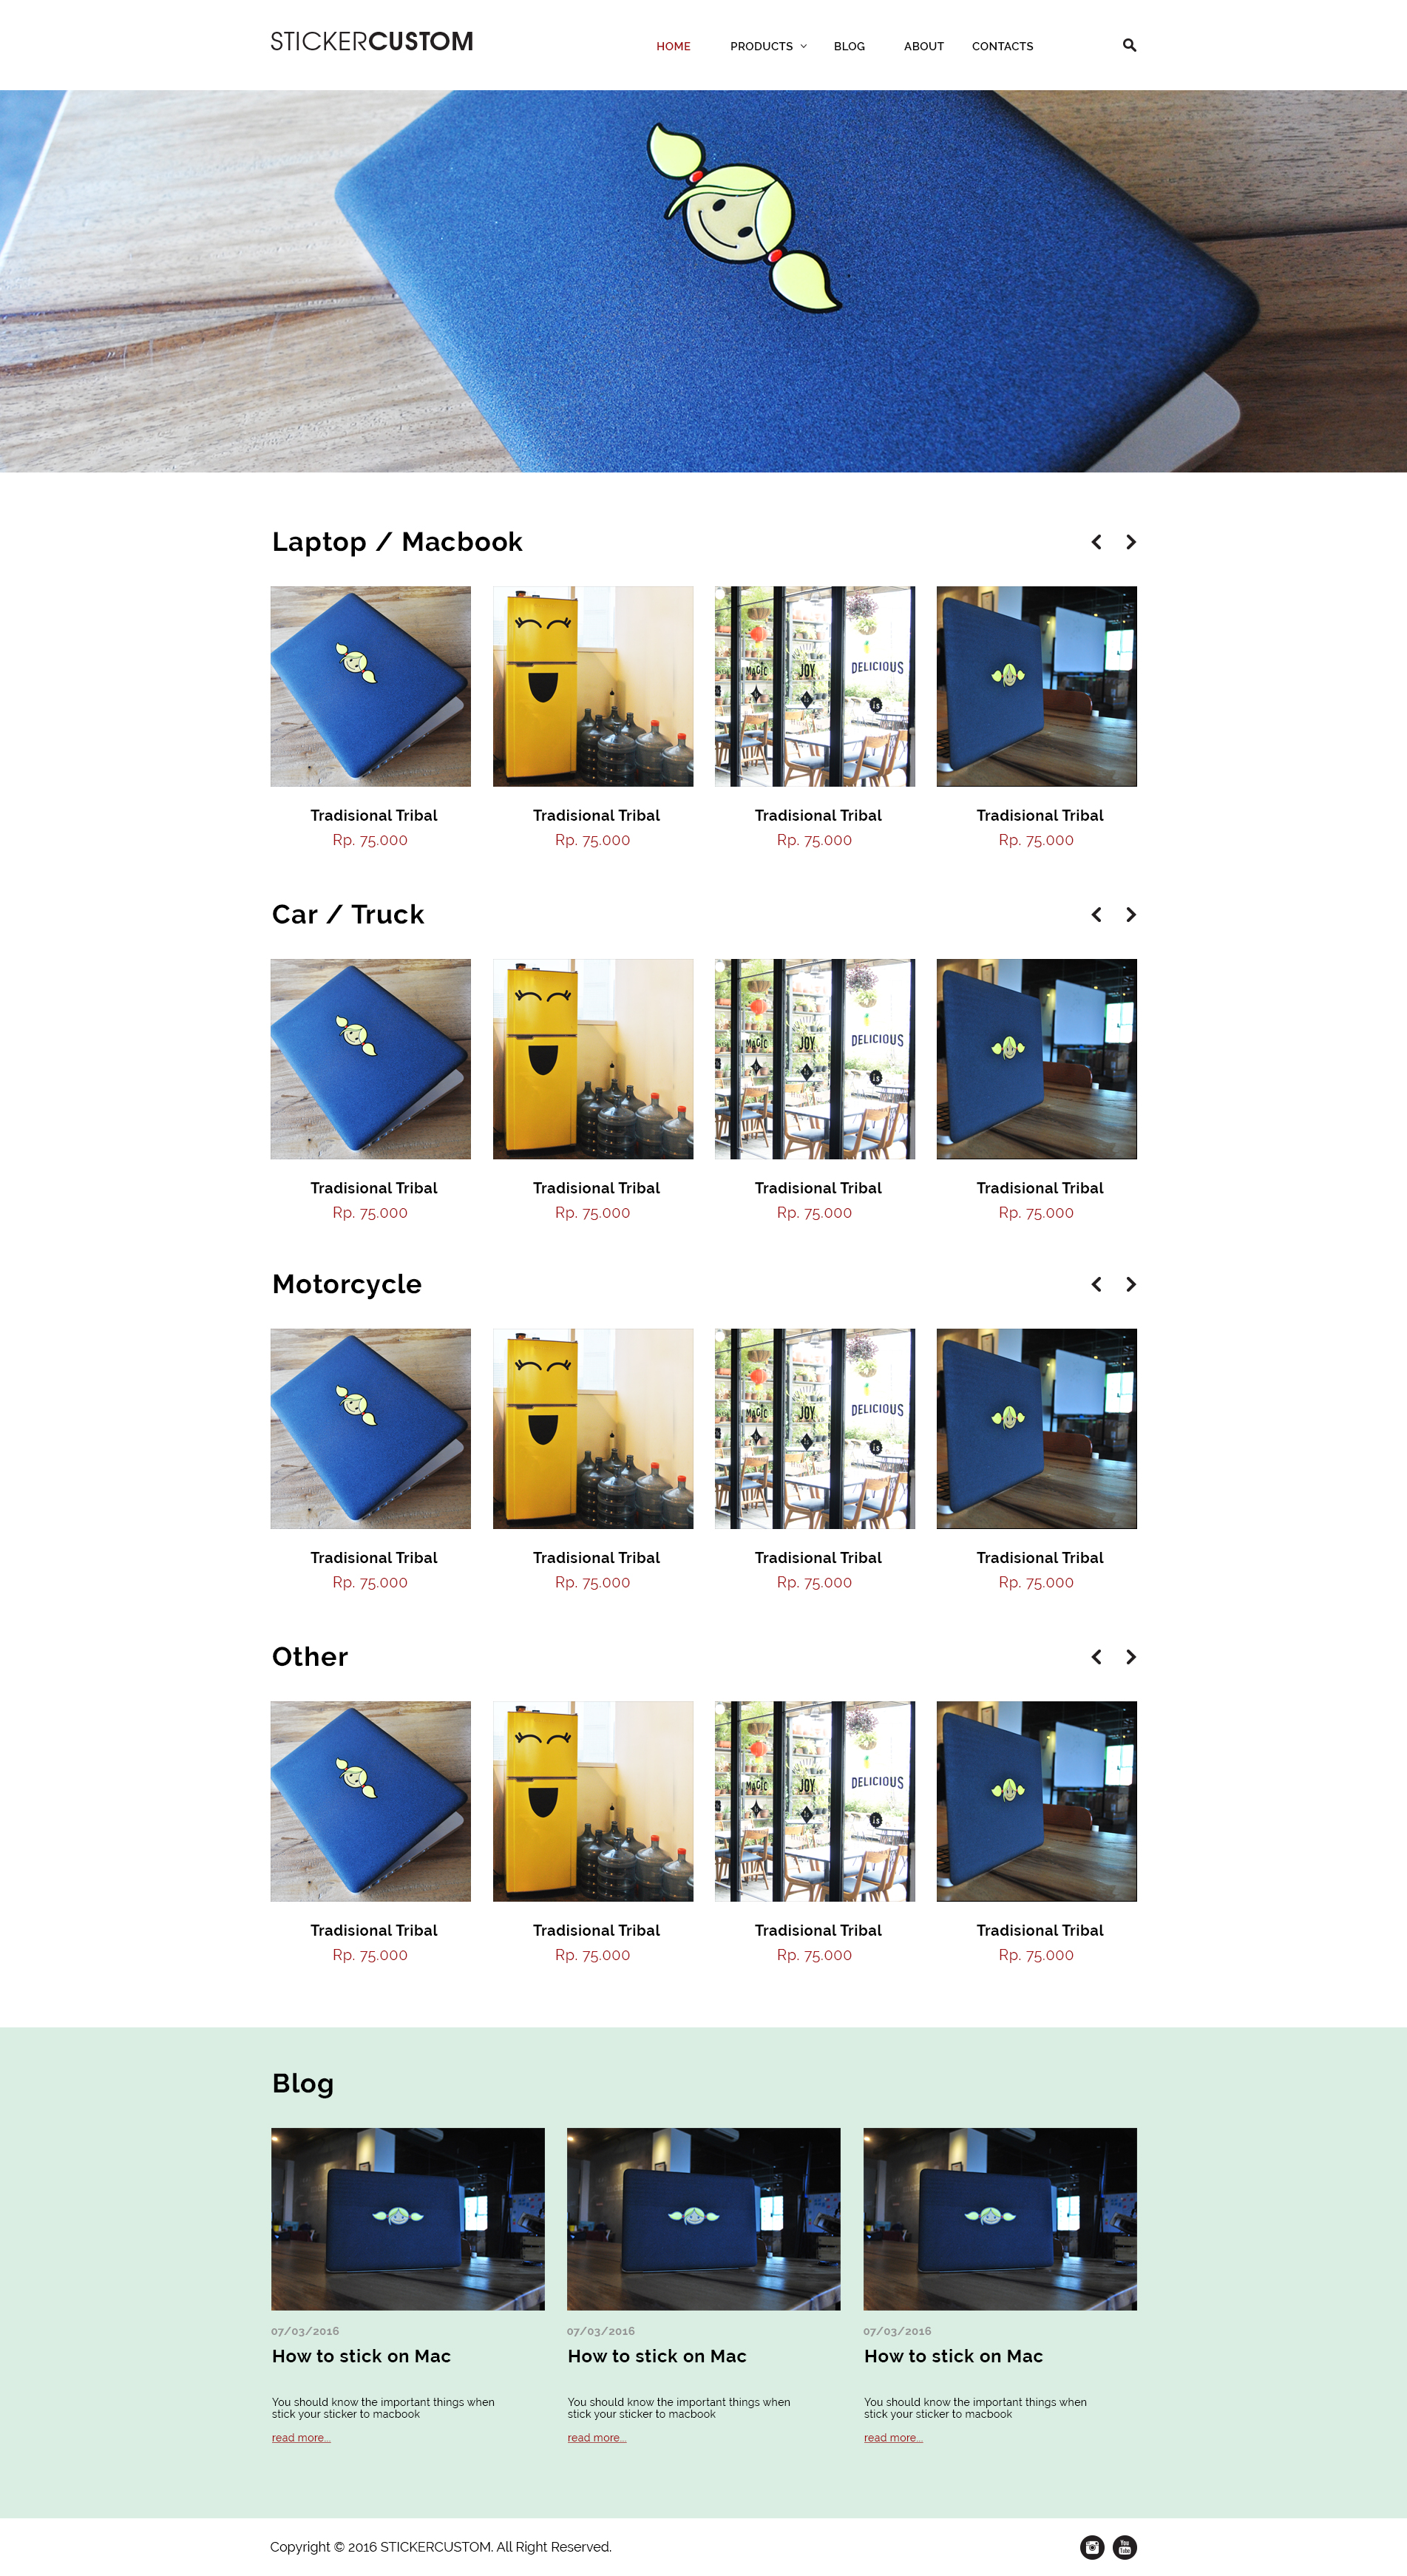 STICKERCUSTOM
HOME PRODUCTS BLOG ABOUT CONTACTS
Laptop / Macbook
MAGIC JOY DELICIOUS
is
Tradisional Tribal Tradisional Tribal Tradisional Tribal Tradisional Tribal
Rp. 75.000 Rp. 75.000 Rp. 75.000 Rp. 75.000
Car / Truck
MAGIC JOY DELICIOUS
is
Tradisional Tribal Tradisional Tribal Tradisional Tribal Tradisional Tribal
Rp. 75.000 Rp. 75.000 Rp. 75.000 Rp. 75.000
Motorcycle
MAGIC JOY DELICIOUS
is
Tradisional Tribal Tradisional Tribal Tradisional Tribal Tradisional Tribal
Rp. 75.000 Rp. 75.000 Rp. 75.000 Rp. 75.000
Other
MAGIC JOY DELICIOUS
is
Tradisional Tribal Tradisional Tribal Tradisional Tribal Tradisional Tribal
Rp. 75.000 Rp. 75.000 Rp. 75.000 Rp. 75.000
Blog
07/03/2016 07/03/2016 07/03/2016
How to stick on Mac How to stick on Mac How to stick on Mac
You should know the important things when You should know the important things when You should know the important things when
stick your sticker to macbook stick your sticker to macbook stick your sticker to macbook
read more... read more... read more...
Copyright © 2016 STICKERCUSTOM. All Right Reserved.
You
Tube